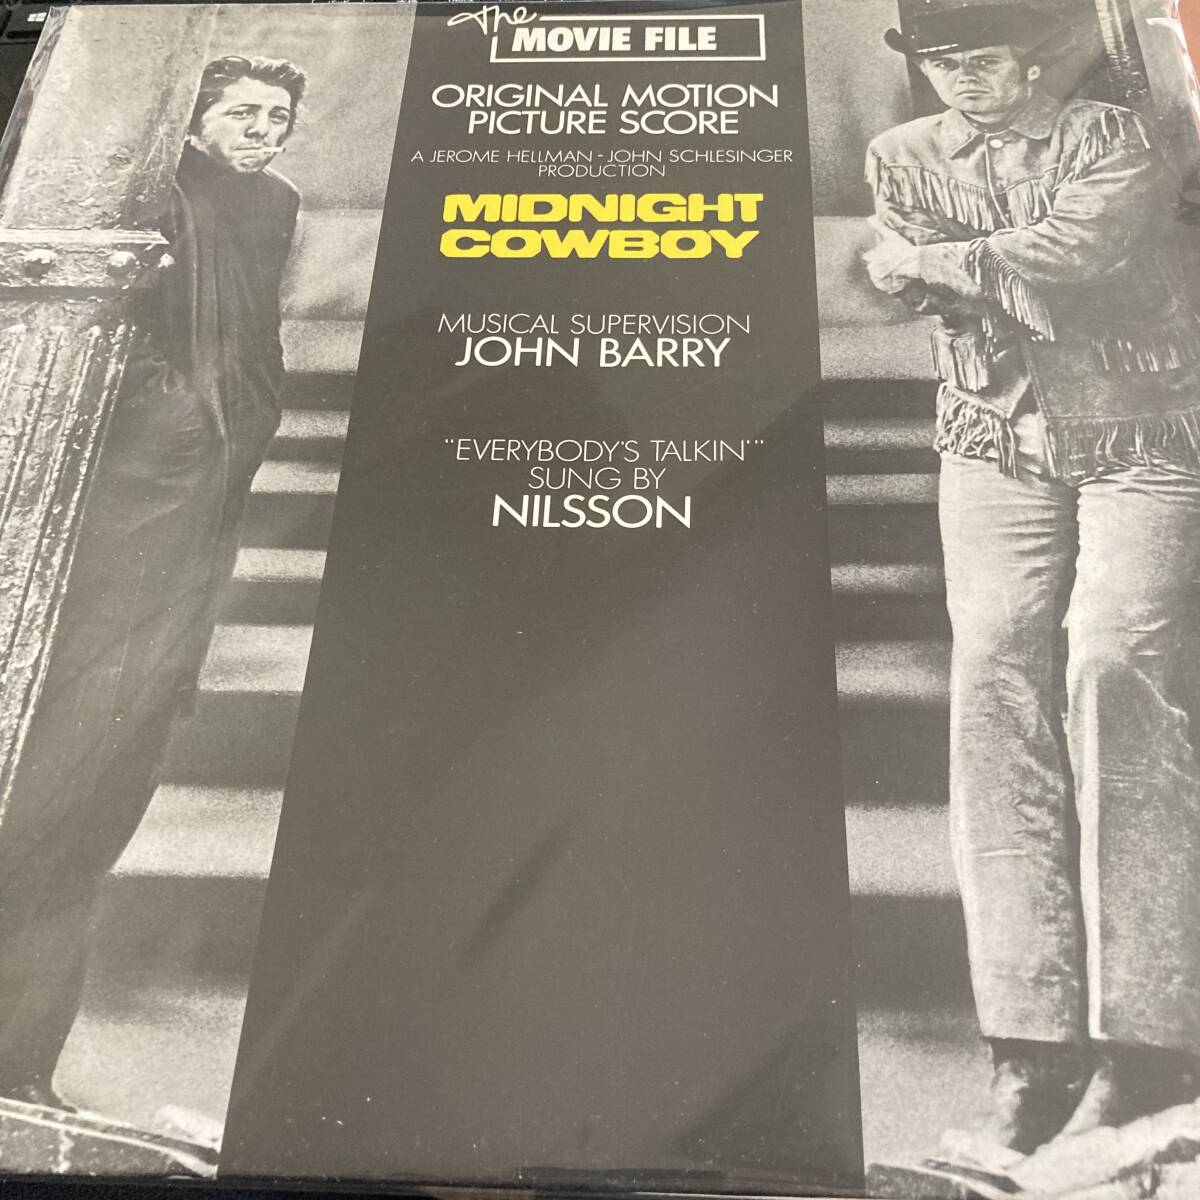 The
MOVIE FILE
ORIGINAL MOTION
PICTURE SCORE
A JEROME HELLMAN - JOHN SCHLESINGER
PRODUCTION
MIDNIGHT
COWBOY
MUSICAL SUPERVISION
JOHN BARRY
"EVERYBODY'S TALKIN'"
SUNG BY
NILSSON